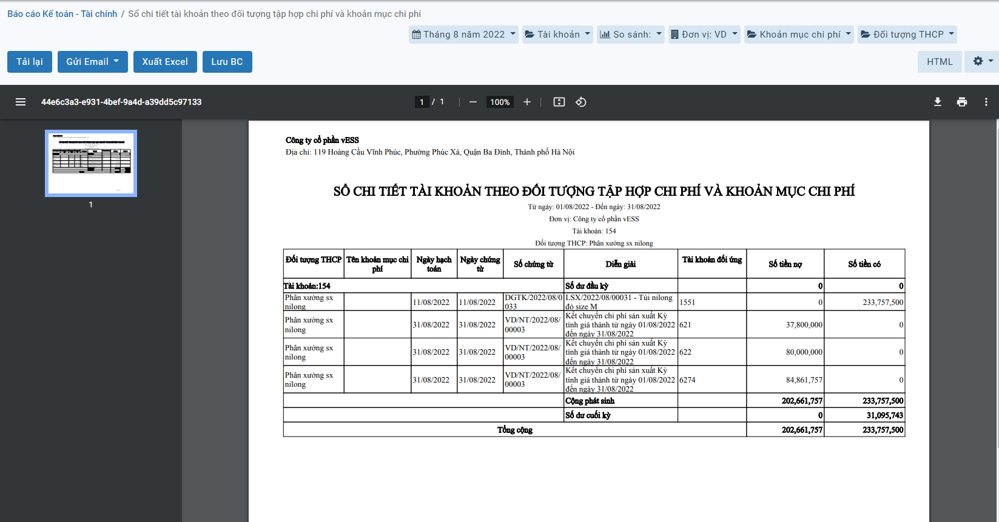 Báo cáo Kế toán - Tài chính / Sổ chi tiết tài khoản theo đối tượng tập hợp chi phí và khoản mục chi phí
Tháng 8 năm 2022 Tài khoản So sánh: Đơn vị: VD Khoản mục chi phí Đối tượng THCP
Tải lại Gửi Email Xuất Excel Lưu BC HTML
44e6c3a3-e931-4bef-9a4d-a39dd5c97133 1 / 1 100%
1
Công ty cổ phần vESS
Địa chỉ: 119 Hoàng Cầu Vĩnh Phúc, Phường Phúc Xá, Quận Ba Đình, Thành phố Hà Nội
SỔ CHI TIẾT TÀI KHOẢN THEO ĐỐI TƯỢNG TẬP HỢP CHI PHÍ VÀ KHOẢN MỤC CHI PHÍ
Từ ngày: 01/08/2022 - Đến ngày: 31/08/2022
Đơn vị: Công ty cổ phần vESS
Tài khoản: 154
Đối tượng THCP: Phân xưởng sx nilong
Đối tượng THCP Tên khoản mục chi phí Ngày hạch toán Ngày chứng từ Số chứng từ Diễn giải Tài khoản đối ứng Số tiền nợ Số tiền có
Tài khoản:154 Số dư đầu kỳ 0 0
Phân xưởng sx nilong 11/08/2022 11/08/2022 DGTK/2022/08/0033 LSX/2022/08/00031 - Túi nilong đỏ size M 1551 0 233,757,500
Phân xưởng sx nilong 31/08/2022 31/08/2022 VD/NT/2022/08/00003 Kết chuyển chi phí sản xuất Kỳ tính giá thành từ ngày 01/08/2022 đến ngày 31/08/2022 621 37,800,000 0
Phân xưởng sx nilong 31/08/2022 31/08/2022 VD/NT/2022/08/00003 Kết chuyển chi phí sản xuất Kỳ tính giá thành từ ngày 01/08/2022 đến ngày 31/08/2022 622 80,000,000 0
Phân xưởng sx nilong 31/08/2022 31/08/2022 VD/NT/2022/08/00003 Kết chuyển chi phí sản xuất Kỳ tính giá thành từ ngày 01/08/2022 đến ngày 31/08/2022 6274 84,861,757 0
Cộng phát sinh 202,661,757 233,757,500
Số dư cuối kỳ 0 31,095,743
Tổng cộng 202,661,757 233,757,500